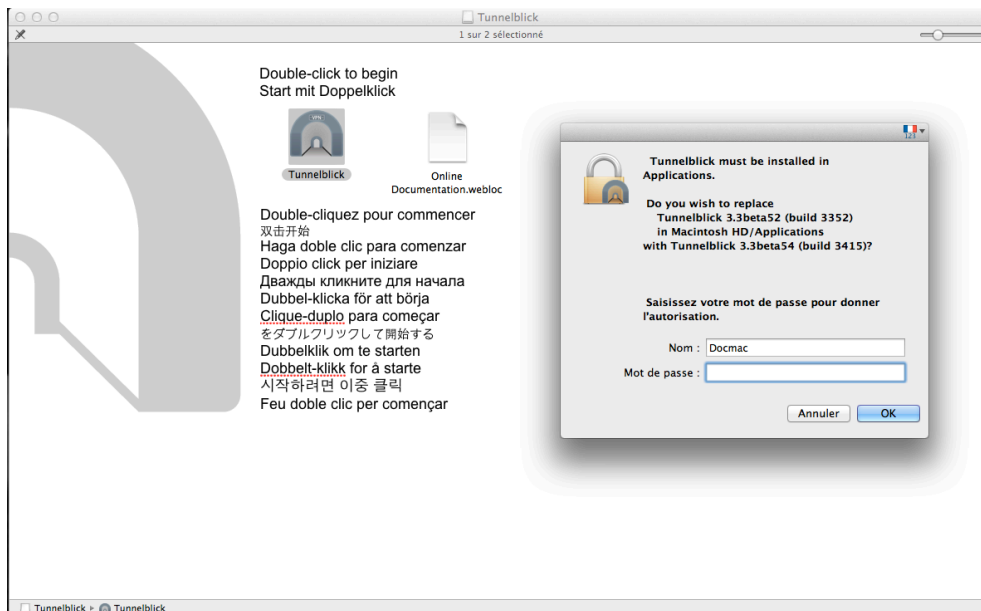 Tunnelblick
1 sur 2 sélectionné
Double-click to begin
Start mit Doppelklick
VPN
Tunnelblick
Online
Documentation.webloc
Double-cliquez pour commencer
双击开始
Haga doble clic para comenzar
Doppio click per iniziare
Дважды кликните для начала
Dubbel-klicka för att börja
Clique-duplo para começar
をダブルクリックして開始する
Dubbelklik om te starten
Dobbelt-klikk for å starte
시작하려면 이중 클릭
Feu doble clic per començar
123
Tunnelblick must be installed in
Applications.
Do you wish to replace
Tunnelblick 3.3beta52 (build 3352)
in Macintosh HD/Applications
with Tunnelblick 3.3beta54 (build 3415)?
Saisissez votre mot de passe pour donner
l'autorisation.
Nom : Docmac
Mot de passe :
Annuler OK
Tunnelblick ▸ Tunnelblick